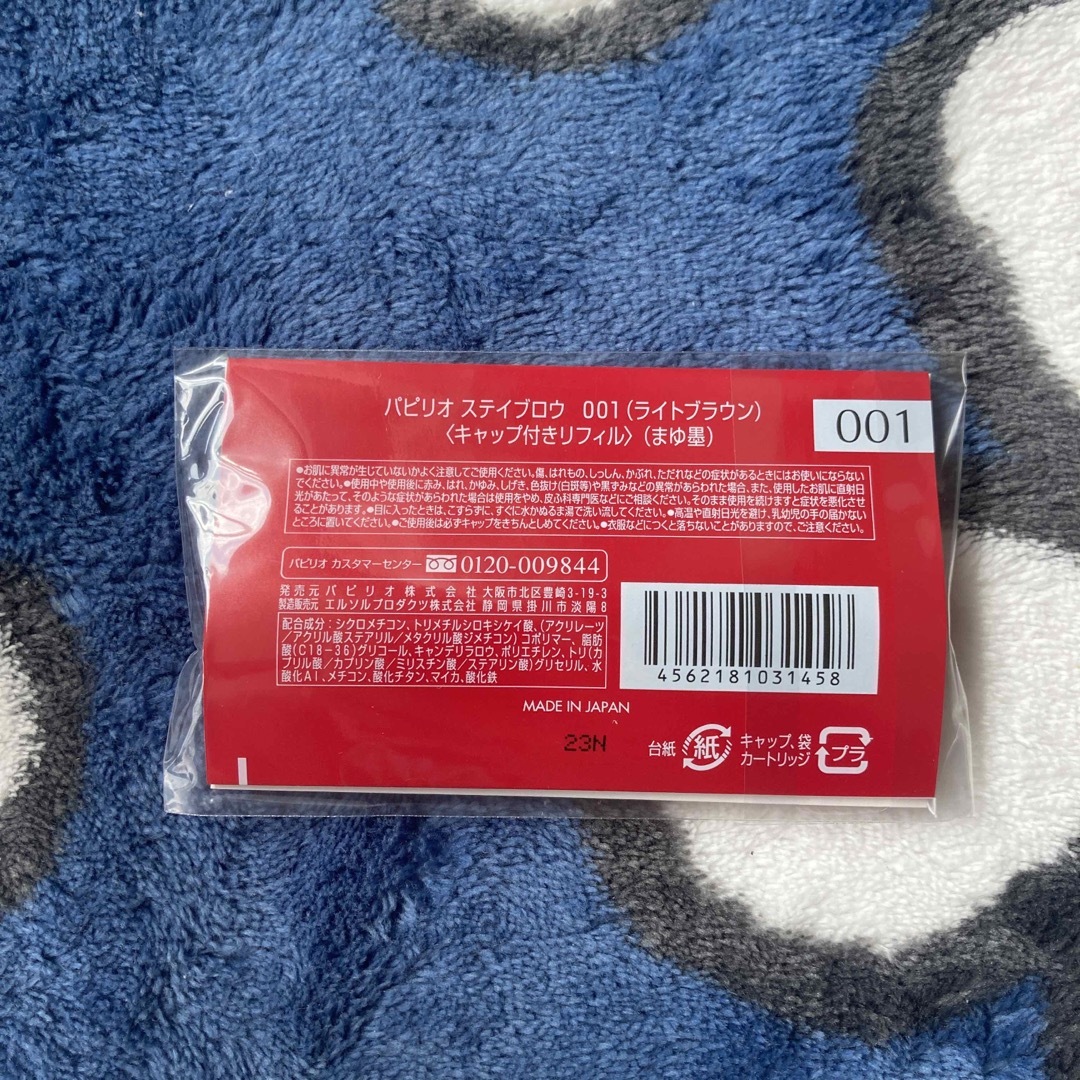 パピリオ ステイブロウ 001(ライトブラウン)
〈キャップ付きリフィル〉(まゆ墨)
001
●お肌に異常が生じていないかよく注意してご使用ください。傷、はれもの、しっしん、かぶれ、ただれなどの症状があるときにはお使いにならない
でください。●使用中や使用後に赤み、はれ、かゆみ、しげき、色抜け(白斑等)や黒ずみなどの異常があらわれた場合、また、使用したお肌に直射日
光があたって、そのような症状があらわれた場合は使用をやめ、皮ふ科専門医などにご相談ください。そのまま使用を続けますと症状を悪化させ
ることがあります。●目に入ったときは、こすらずに、すぐに水かぬるま湯で洗い流してください。●高温や直射日光を避け、乳幼児の手の届かない
ところに置いてください。●ご使用後は必ずキャップをきちんとしめてください。●衣服などにつくと落ちないことがありますので、ご注意ください。
パピリオ カスタマーセンター 0120-009844
発売元 パピリオ株式会社 大阪市北区豊崎3-19-3
製造販売元 エルソルプロダクツ株式会社 静岡県掛川市淡陽8
配合成分:シクロメチコン、トリメチルシロキシケイ酸、(アクリレーツ
/アクリル酸ステアリル/メタクリル酸ジメチコン)コポリマー、脂肪
酸(C18-36)グリコール、キャンデリラロウ、ポリエチレン、トリ(カ
プリル酸/カプリン酸/ミリスチン酸/ステアリン酸)グリセリル、水
酸化Al、メチコン、酸化チタン、マイカ、酸化鉄
4562181031458
MADE IN JAPAN
23N
台紙 紙 キャップ、袋 プラ
カートリッジ